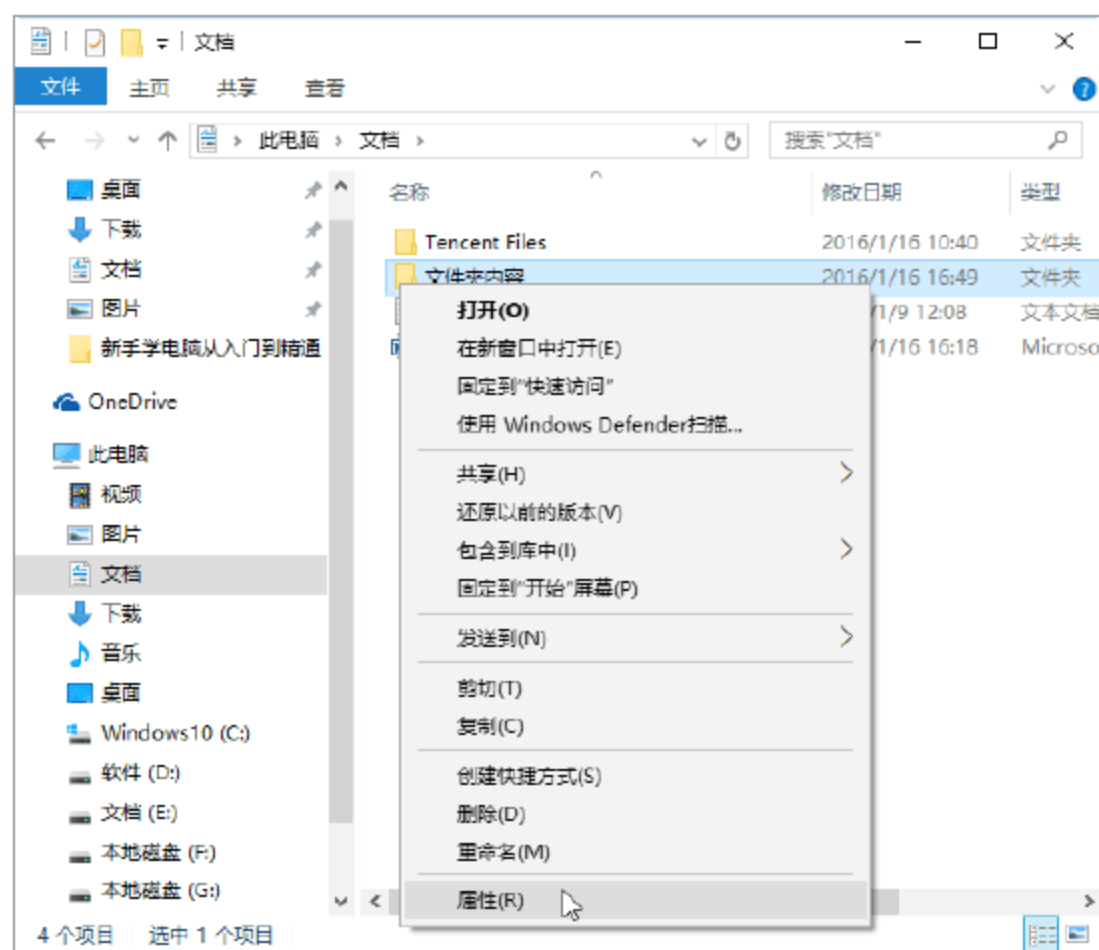 文档
文件 主页 共享 查看
此电脑 文档 搜索"文档"
名称 修改日期 类型
桌面
下载
文档
图片
新手学电脑从入门到精通
OneDrive
此电脑
视频
图片
文档
下载
音乐
桌面
Windows10 (C:)
软件 (D:)
文档 (E:)
本地磁盘 (F:)
本地磁盘 (G:)
Tencent Files 2016/1/16 10:40 文件夹
文件夹内容 2016/1/16 16:49 文件夹
/1/9 12:08 文本文档
/1/16 16:18 Microso
打开(O)
在新窗口中打开(E)
固定到"快速访问"
使用 Windows Defender扫描...
共享(H)
还原以前的版本(V)
包含到库中(I)
固定到"开始"屏幕(P)
发送到(N)
剪切(T)
复制(C)
创建快捷方式(S)
删除(D)
重命名(M)
属性(R)
4 个项目 选中 1 个项目